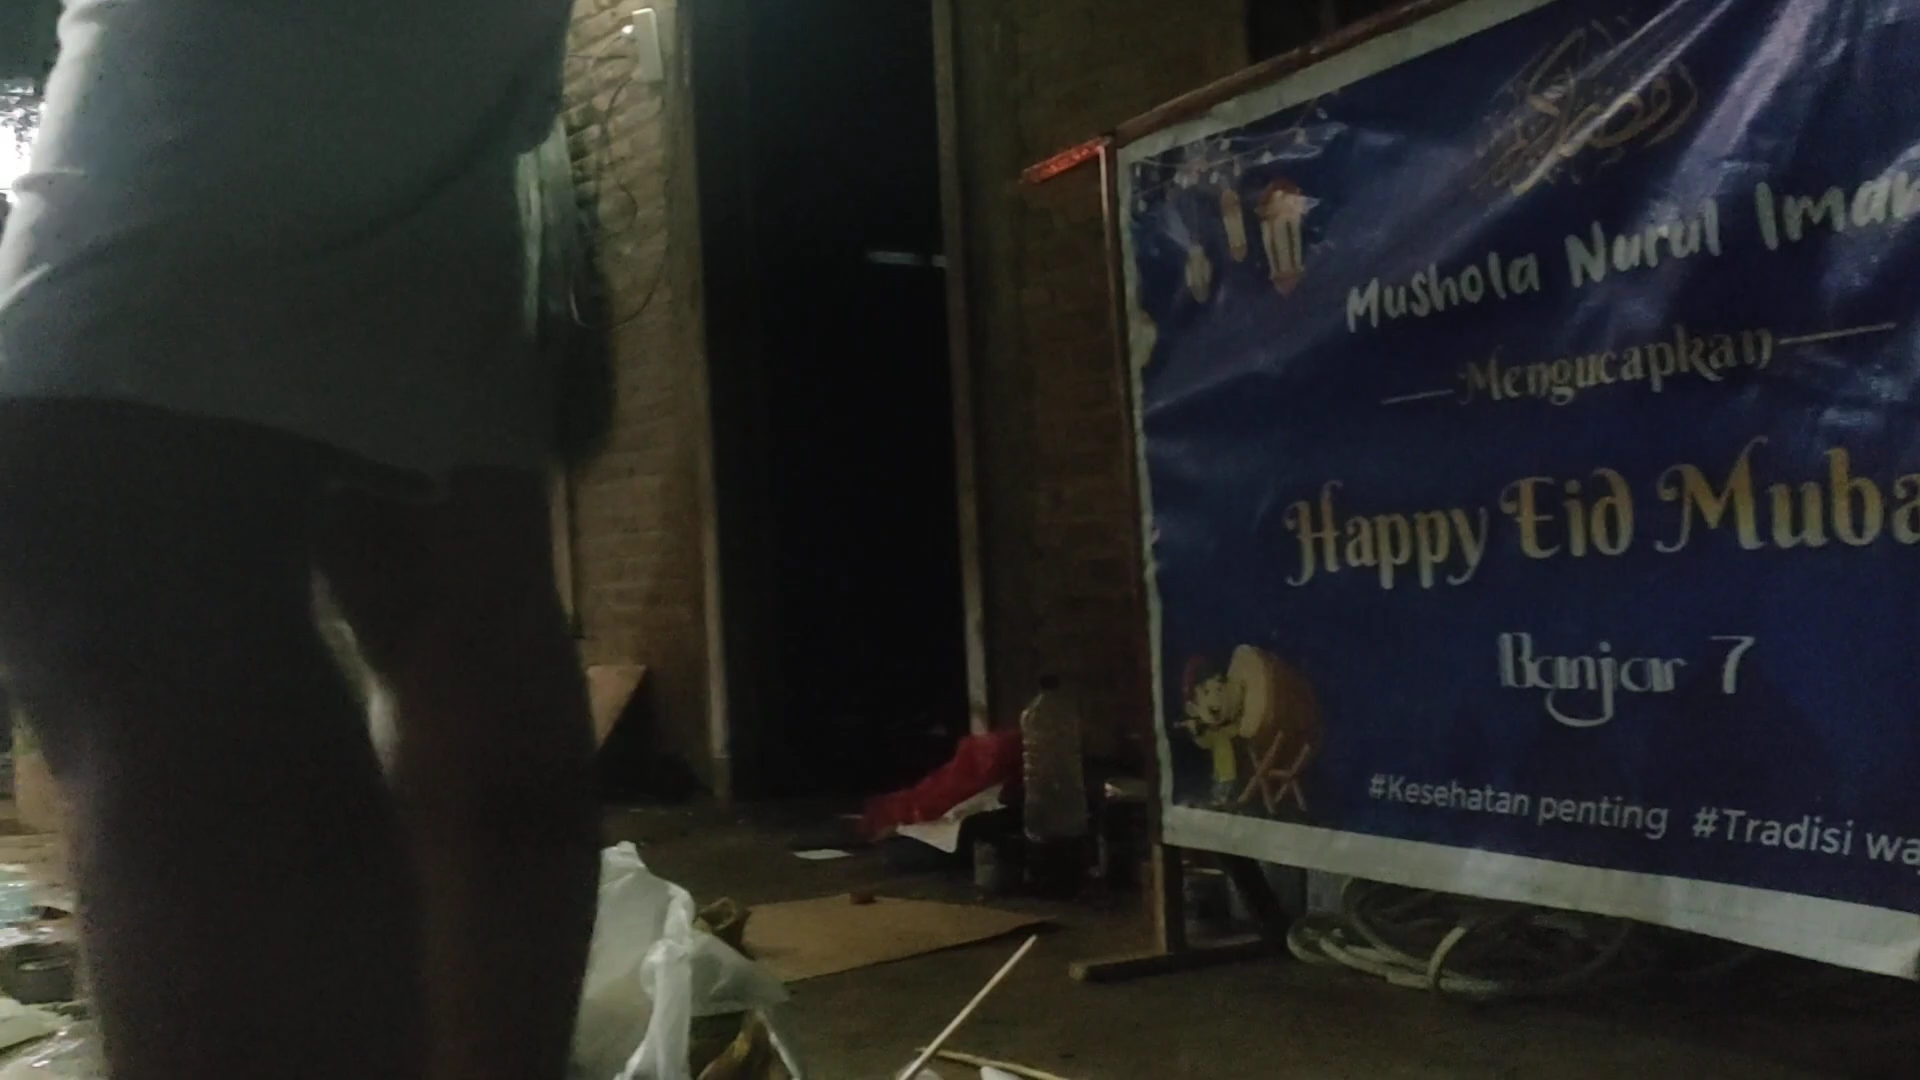 Mushola Nurul Iman
Mengucapkan
Happy Eid Muba
Banjar 7
#Kesehatan penting #Tradisi wa